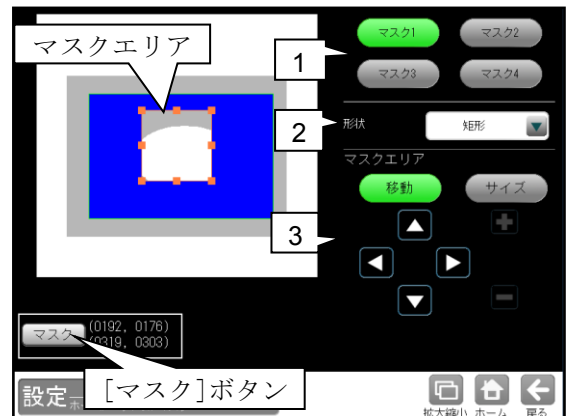 マスクエリア
1
マスク1
マスク2
マスク3
マスク4
2
形状
矩形
マスクエリア
移動
サイズ
3
マスク
(0192, 0176)
(0319, 0303)
[マスク]ボタン
設定
拡大縮小
ホーム
戻る